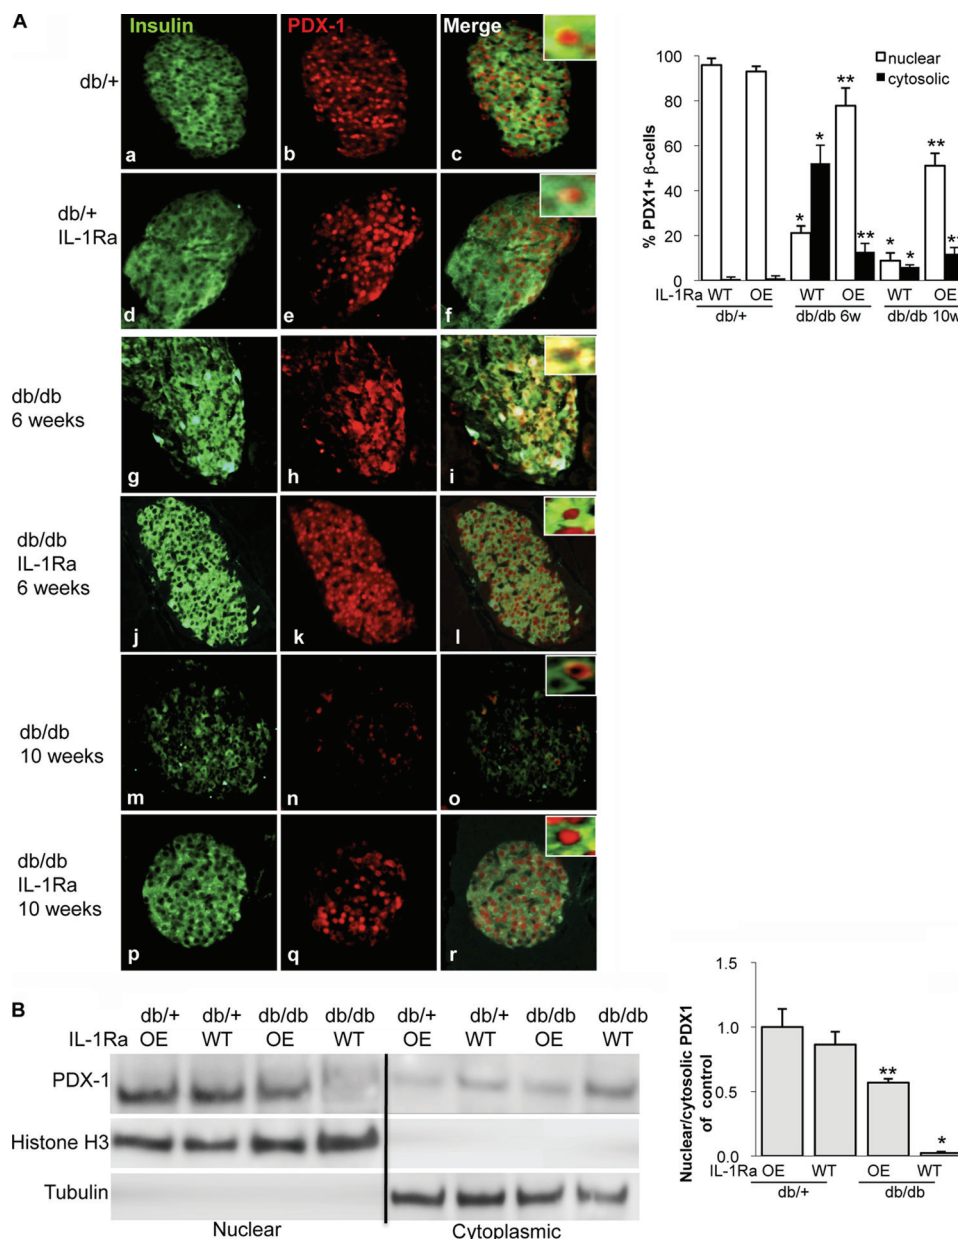 A
Insulin PDX-1 Merge
db/+
a b c
db/+
IL-1Ra
d e f
db/db
6 weeks
g h i
db/db
IL-1Ra
6 weeks
j k l
db/db
10 weeks
m n o
db/db
IL-1Ra
10 weeks
p q r
% PDX1+ β-cells
100
80
60
40
20
0
nuclear
cytosolic
* * ** ** * * ** **
IL-1Ra WT OE WT OE WT OE
db/+ db/db 6w db/db 10w
B
db/+ db/+ db/db db/db db/+ db/+ db/db db/db
IL-1Ra OE WT OE WT OE WT OE WT
PDX-1
Histone H3
Tubulin
Nuclear Cytoplasmic
Nuclear/cytosolic PDX1
of control
1.5
1.0
0.5
0.0
** *
IL-1Ra OE WT OE WT
db/+ db/db